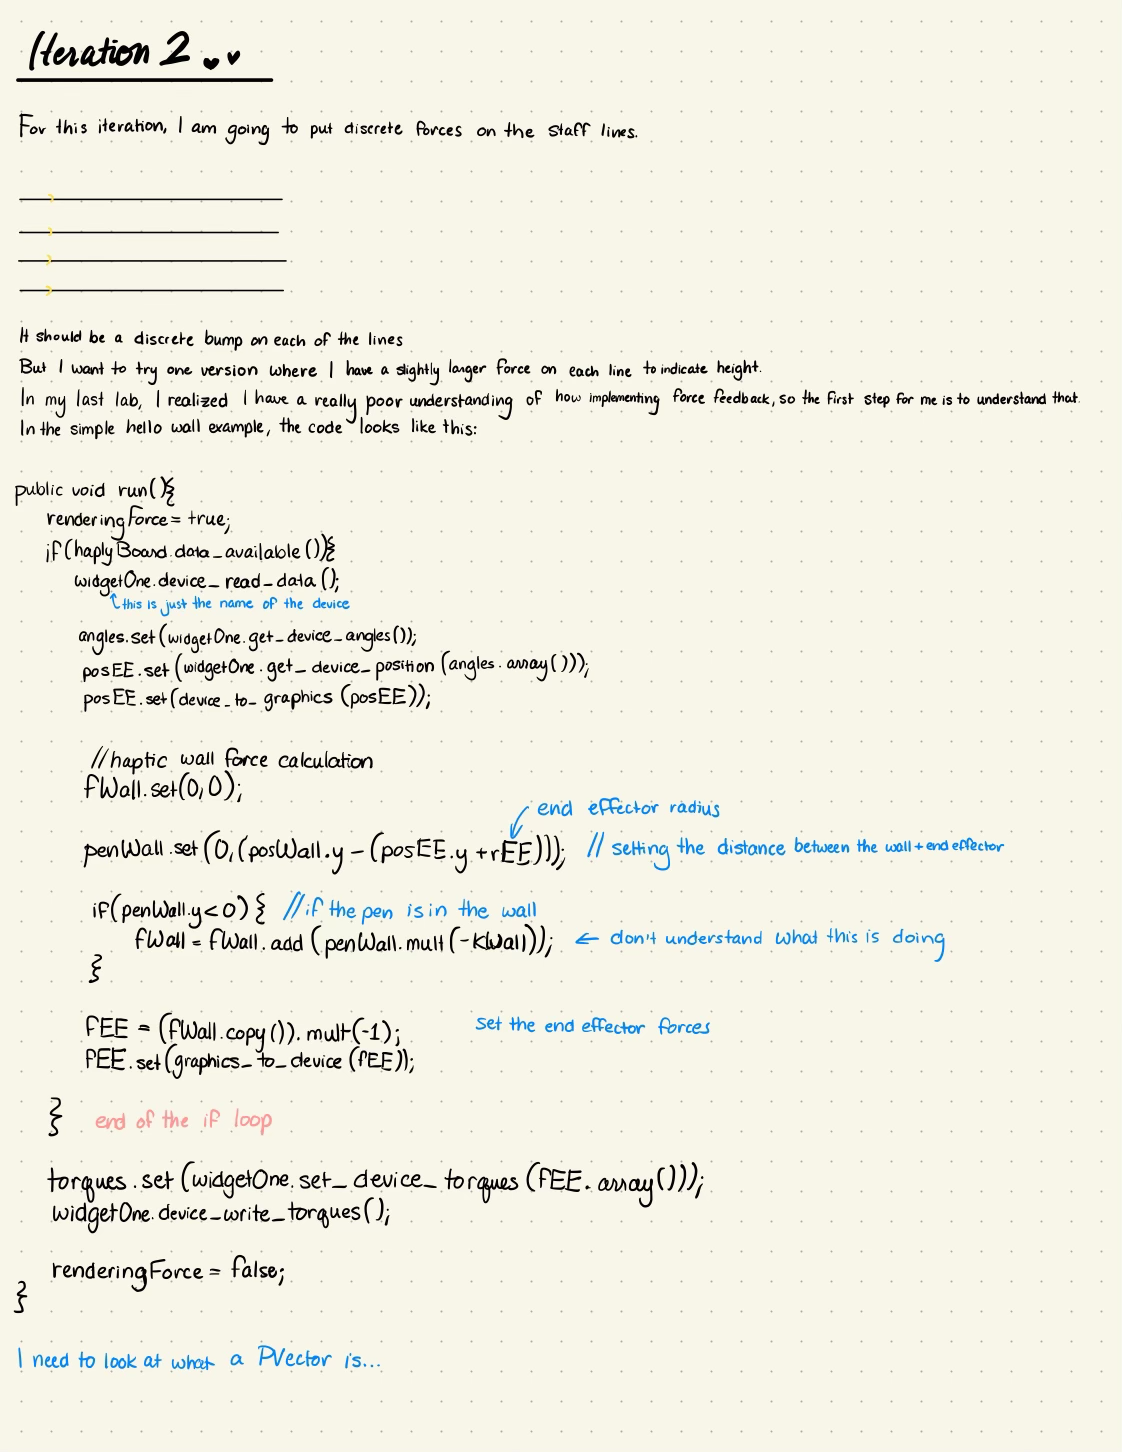 Iteration 2
For this iteration, I am going to put discrete forces on the staff lines.
It should be a discrete bump on each of the lines
But I want to try one version where I have a slightly larger force on each line to indicate height.
In my last lab, I realized I have a really poor understanding of how implementing force feedback, so the first step for me is to understand that.
In the simple hello wall example, the code looks like this:
public void run(){
renderingForce = true;
if(haplyBoard.data_available()){
widgetOne.device_read_data();
this is just the name of the device
angles.set(widgetOne.get_device_angles());
posEE.set(widgetOne.get_device_position(angles.array()));
posEE.set(device_to_graphics(posEE));
//haptic wall force calculation
fWall.set(0,0);
end effector radius
penWall.set(0,(posWall.y - (posEE.y + rEE))); // setting the distance between the wall + end effector
if(penWall.y < 0) { //if the pen is in the wall
fWall = fWall.add(penWall.mult(-KWall)); ← don't understand what this is doing
}
fEE = (fWall.copy()).mult(-1); Set the end effector forces
fEE.set(graphics_to_device(fEE));
} end of the if loop
torques.set(widgetOne.set_device_torques(fEE.array()));
widgetOne.device_write_torques();
renderingForce = false;
}
I need to look at what a PVector is...